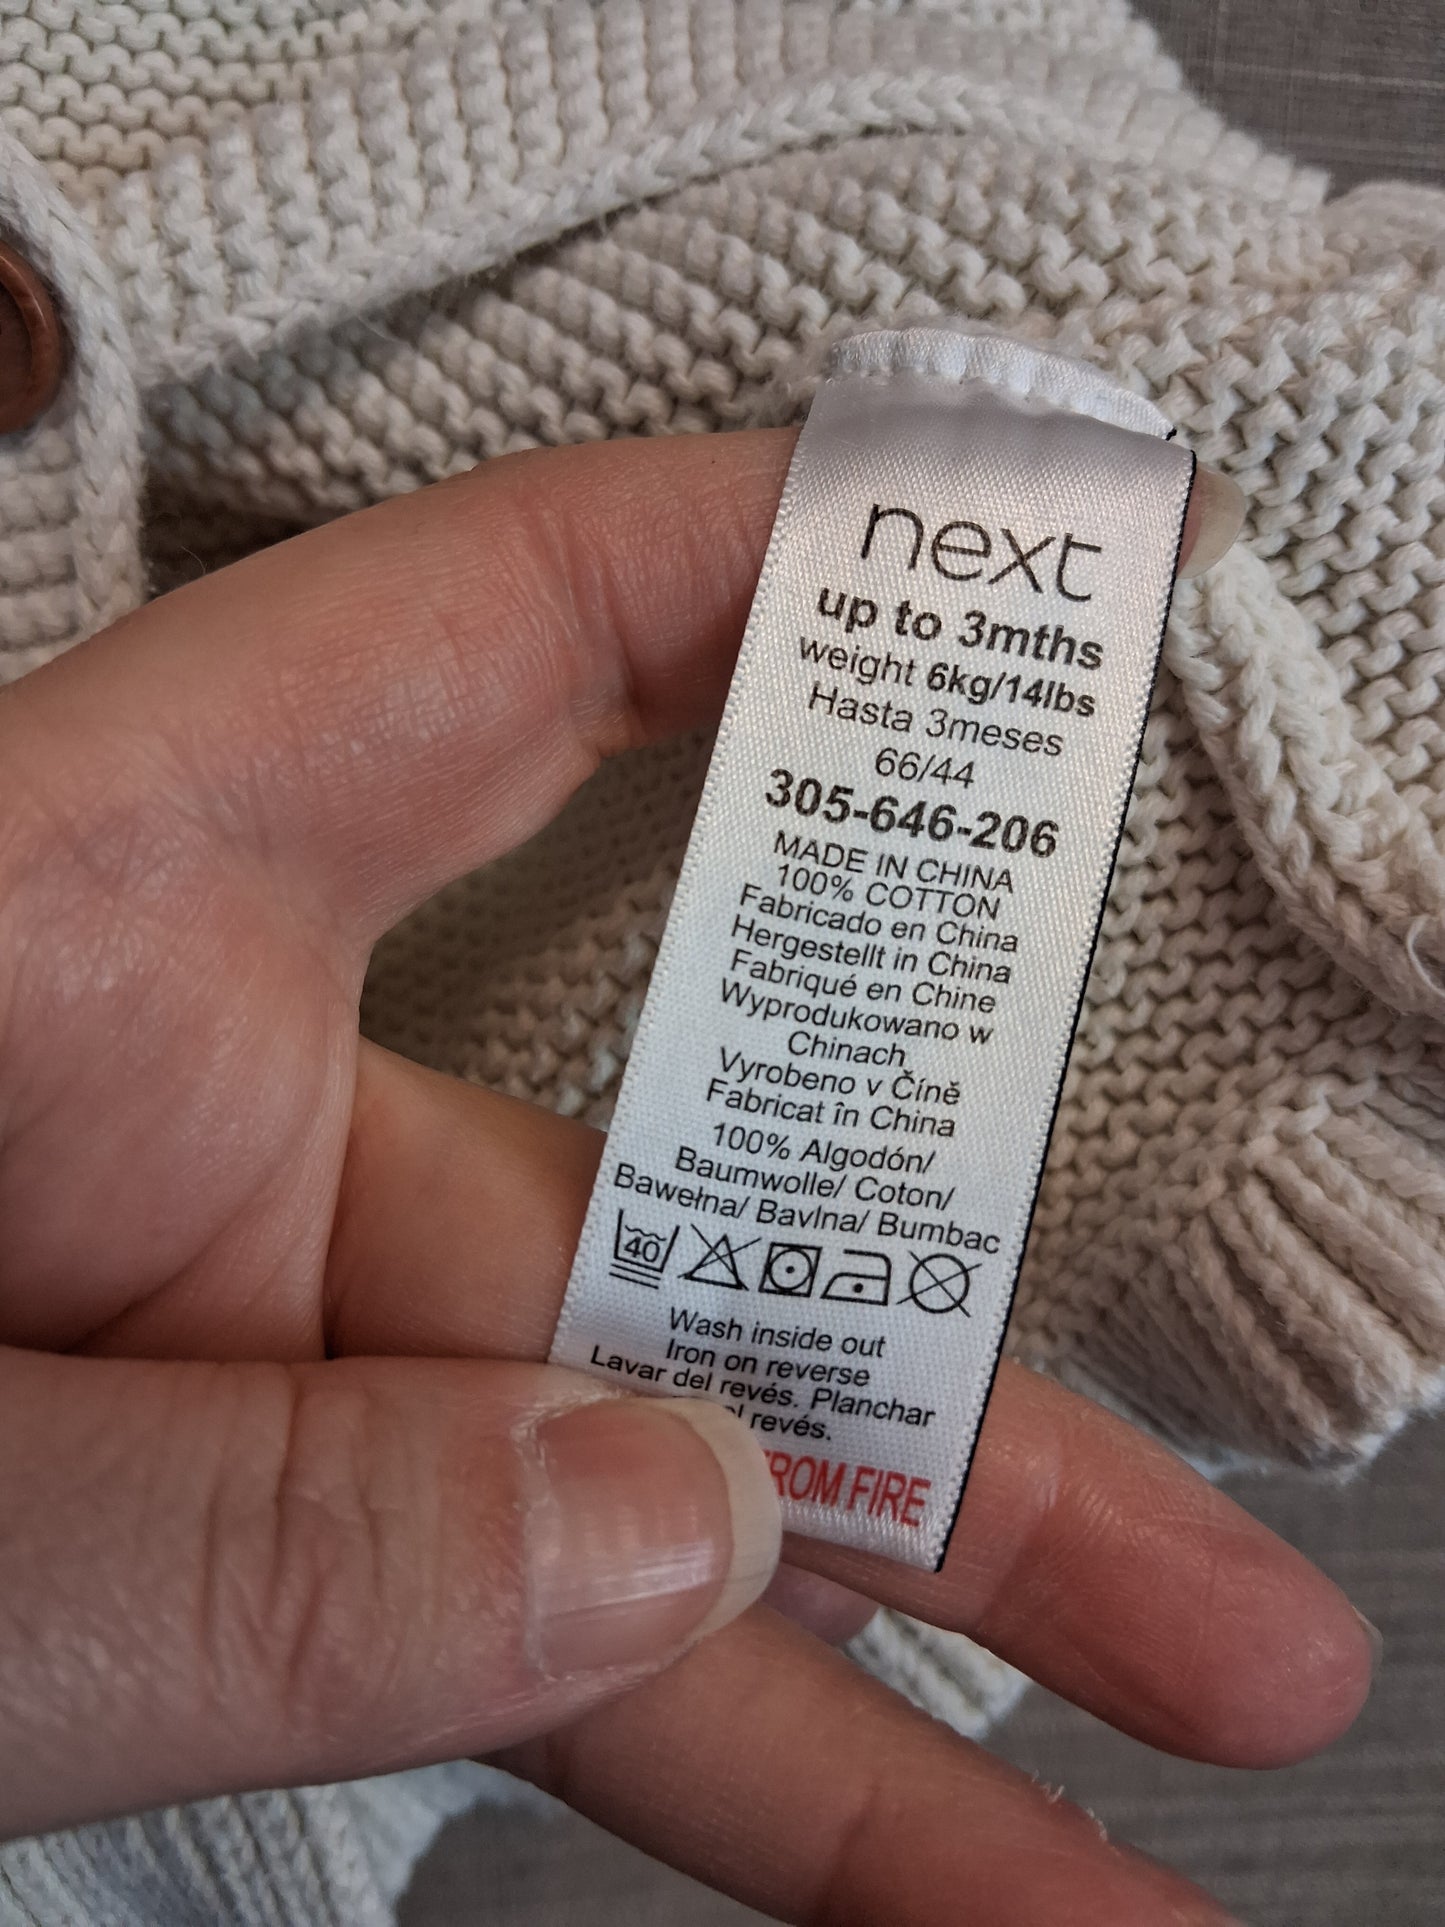 next
up to 3mths
weight 6kg/14lbs
Hasta 3meses
66/44
305-646-206
MADE IN CHINA
100% COTTON
Fabricado en China
Hergestellt in China
Fabriqué en Chine
Wyprodukowano w
Chinach
Vyrobeno v Číně
Fabricat în China
100% Algodón/
Baumwolle/ Coton/
Bawełna/ Bavlna/ Bumbac
40
Wash inside out
Iron on reverse
Lavar del revés. Planchar
revés.
FROM FIRE